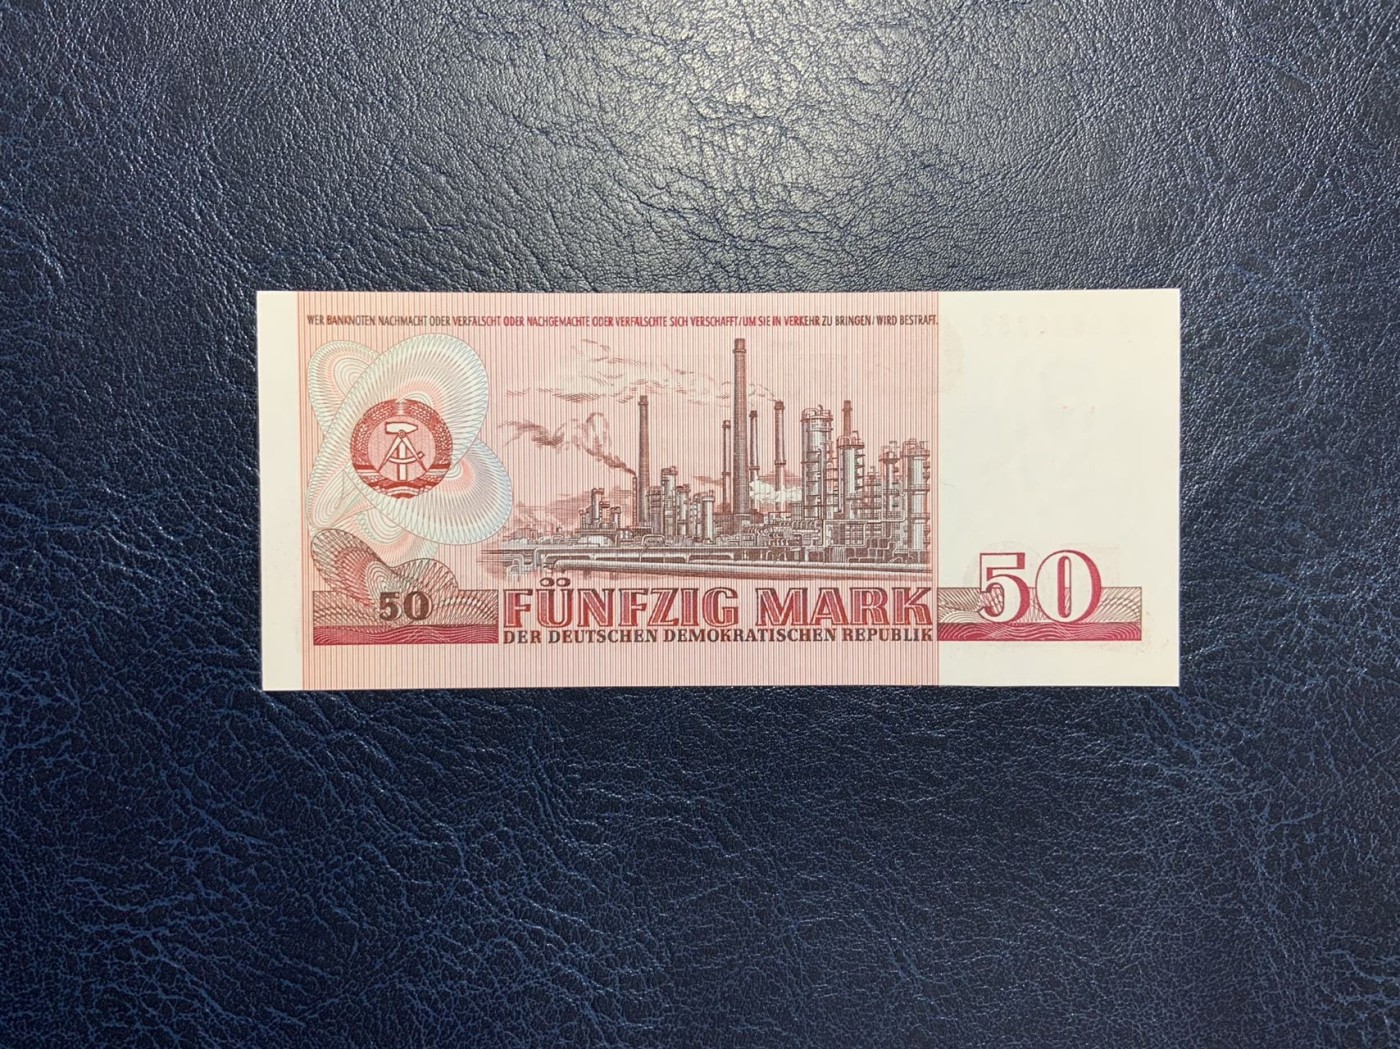 WER BANKNOTEN NACHMACHT ODER VERFÄLSCHT ODER NACHGEMACHTE ODER VERFÄLSCHTE SICH VERSCHAFFT/UM SIE IN VERKEHR ZU BRINGEN/WIRD BESTRAFT.
50
FÜNFZIG MARK
DER DEUTSCHEN DEMOKRATISCHEN REPUBLIK
50